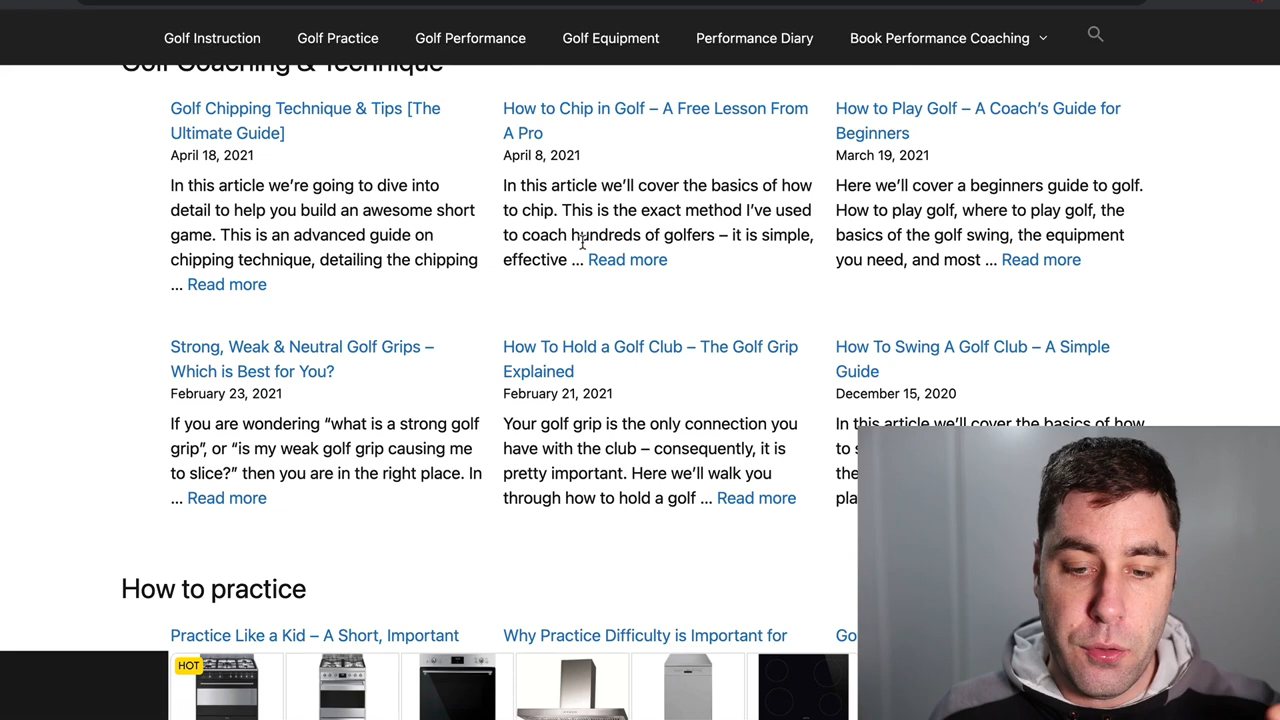 Golf Instruction Golf Practice Golf Performance Golf Equipment Performance Diary Book Performance Coaching
Golf Coaching & Technique
Golf Chipping Technique & Tips [The
Ultimate Guide]
April 18, 2021
In this article we're going to dive into
detail to help you build an awesome short
game. This is an advanced guide on
chipping technique, detailing the chipping
... Read more
How to Chip in Golf – A Free Lesson From
A Pro
April 8, 2021
In this article we'll cover the basics of how
to chip. This is the exact method I've used
to coach hundreds of golfers – it is simple,
effective ... Read more
How to Play Golf – A Coach's Guide for
Beginners
March 19, 2021
Here we'll cover a beginners guide to golf.
How to play golf, where to play golf, the
basics of the golf swing, the equipment
you need, and most ... Read more
Strong, Weak & Neutral Golf Grips –
Which is Best for You?
February 23, 2021
If you are wondering “what is a strong golf
grip”, or “is my weak golf grip causing me
to slice?” then you are in the right place. In
... Read more
How To Hold a Golf Club – The Golf Grip
Explained
February 21, 2021
Your golf grip is the only connection you
have with the club – consequently, it is
pretty important. Here we'll walk you
through how to hold a golf ... Read more
How To Swing A Golf Club – A Simple
Guide
December 15, 2020
In this article we'll cover the basics of how
to
the
How to practice
Practice Like a Kid – A Short, Important
Why Practice Difficulty is Important for
HOT